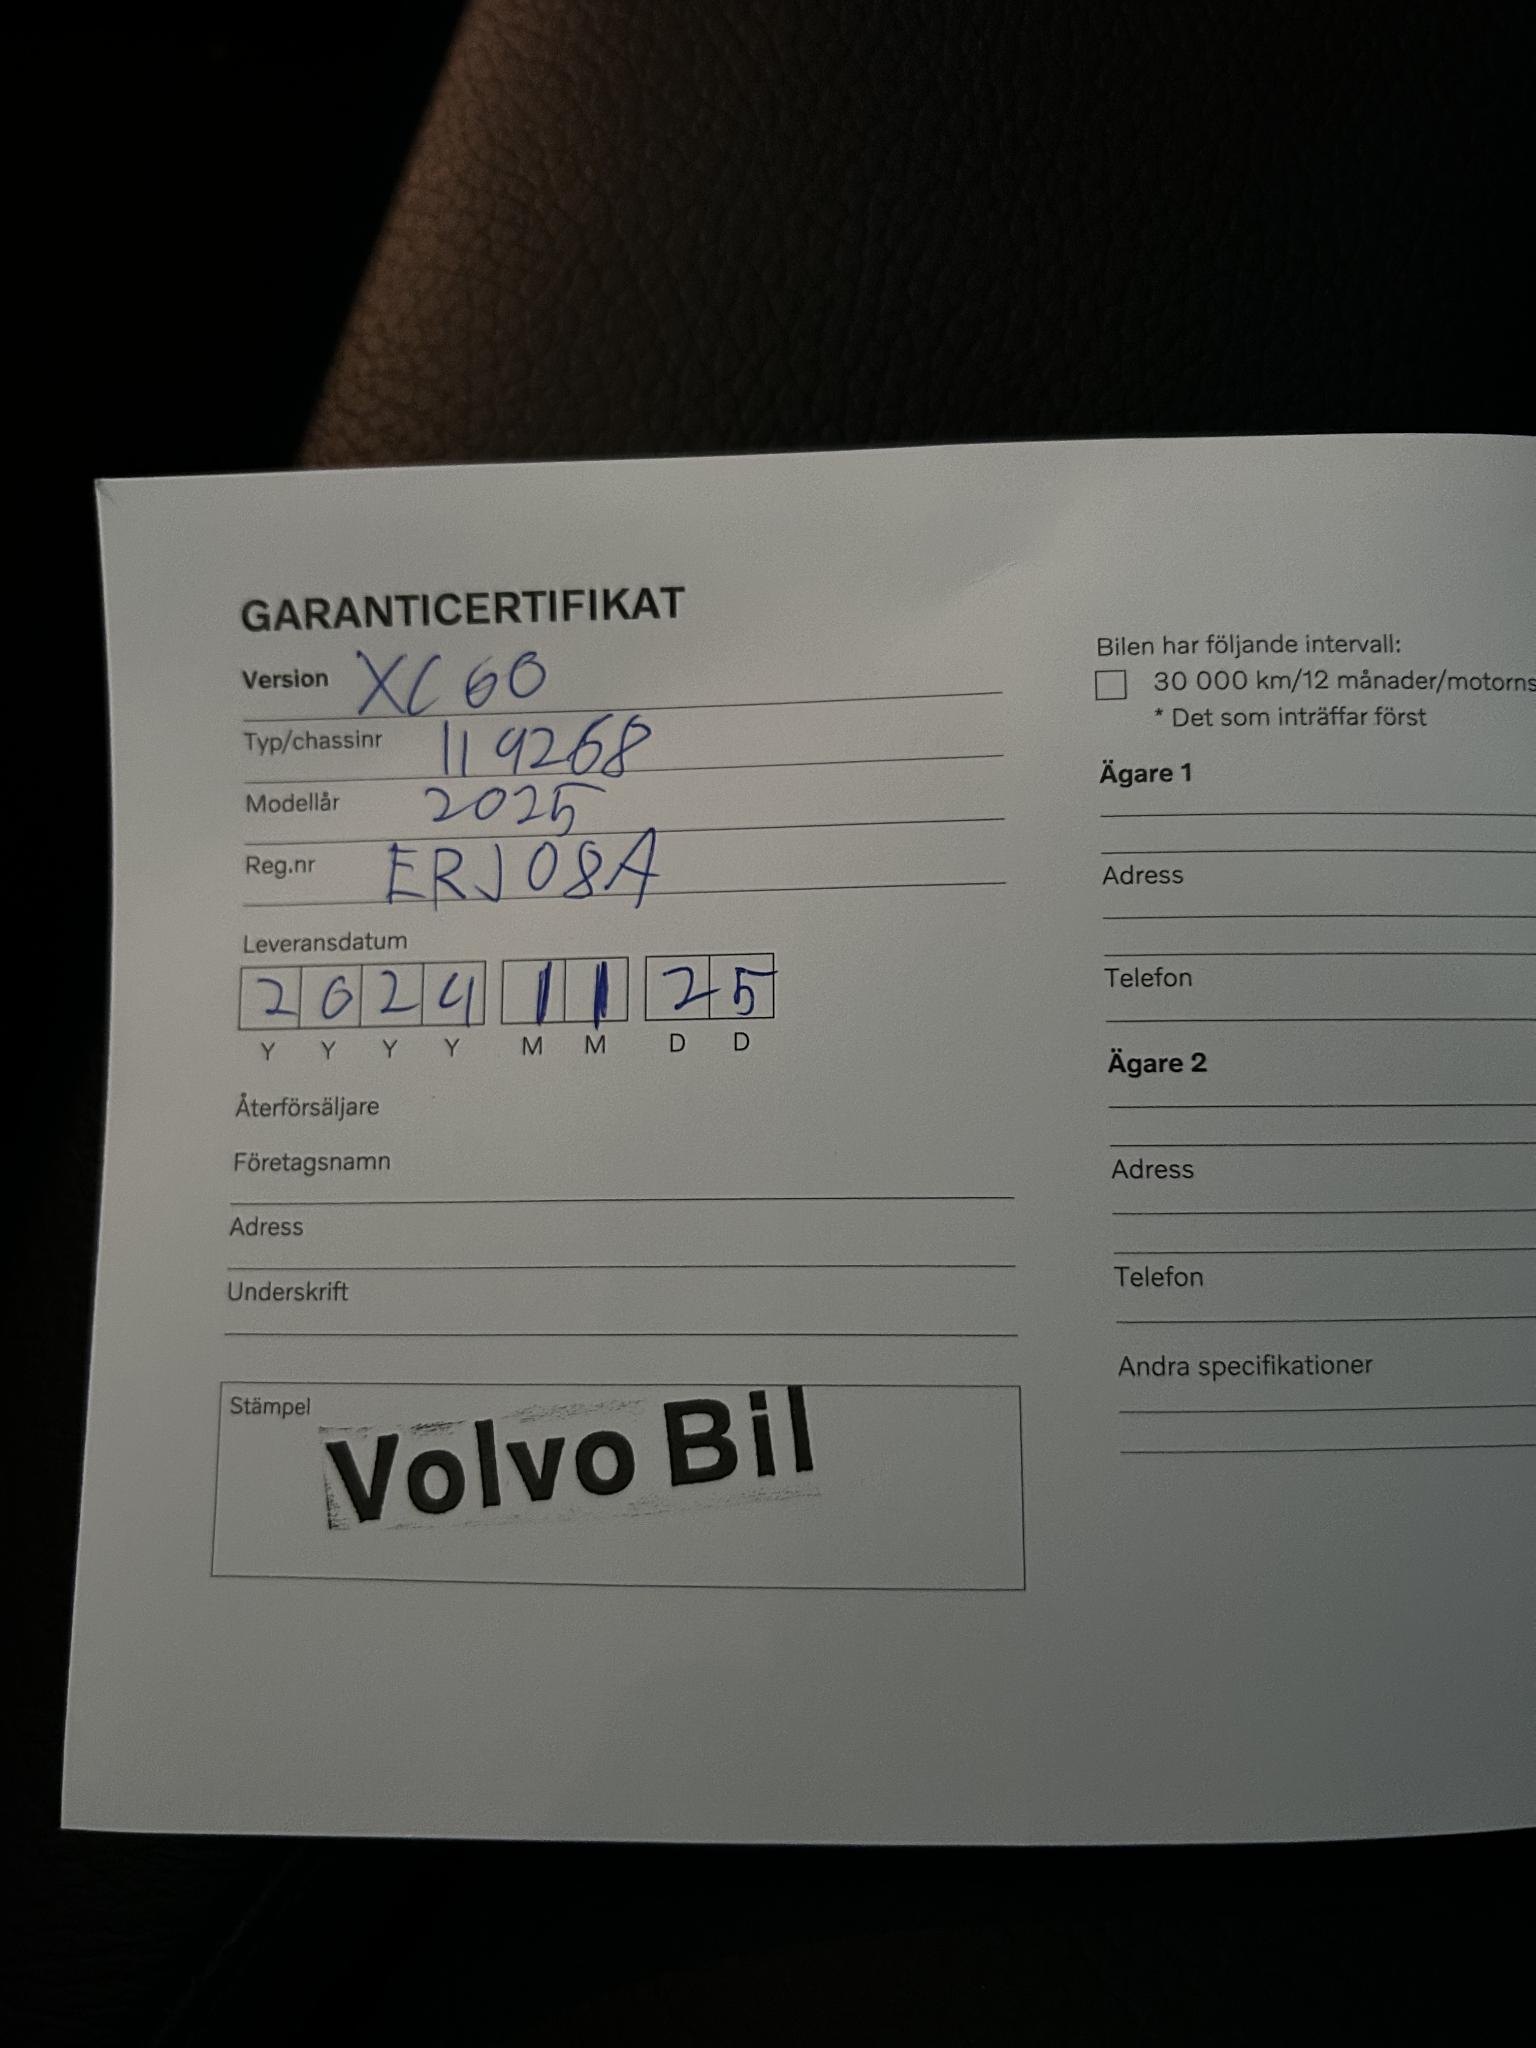 GARANTICERTIFIKAT
Version XC60
Typ/chassinr 119268
Modellår 2025
Reg.nr ERJ08A
Leveransdatum
2024 11 25
Y Y Y Y M M D D
Återförsäljare
Företagsnamn
Adress
Underskrift
Stämpel
Volvo Bil
Bilen har följande intervall:
30 000 km/12 månader/motorns
* Det som inträffar först
Ägare 1
Adress
Telefon
Ägare 2
Adress
Telefon
Andra specifikationer